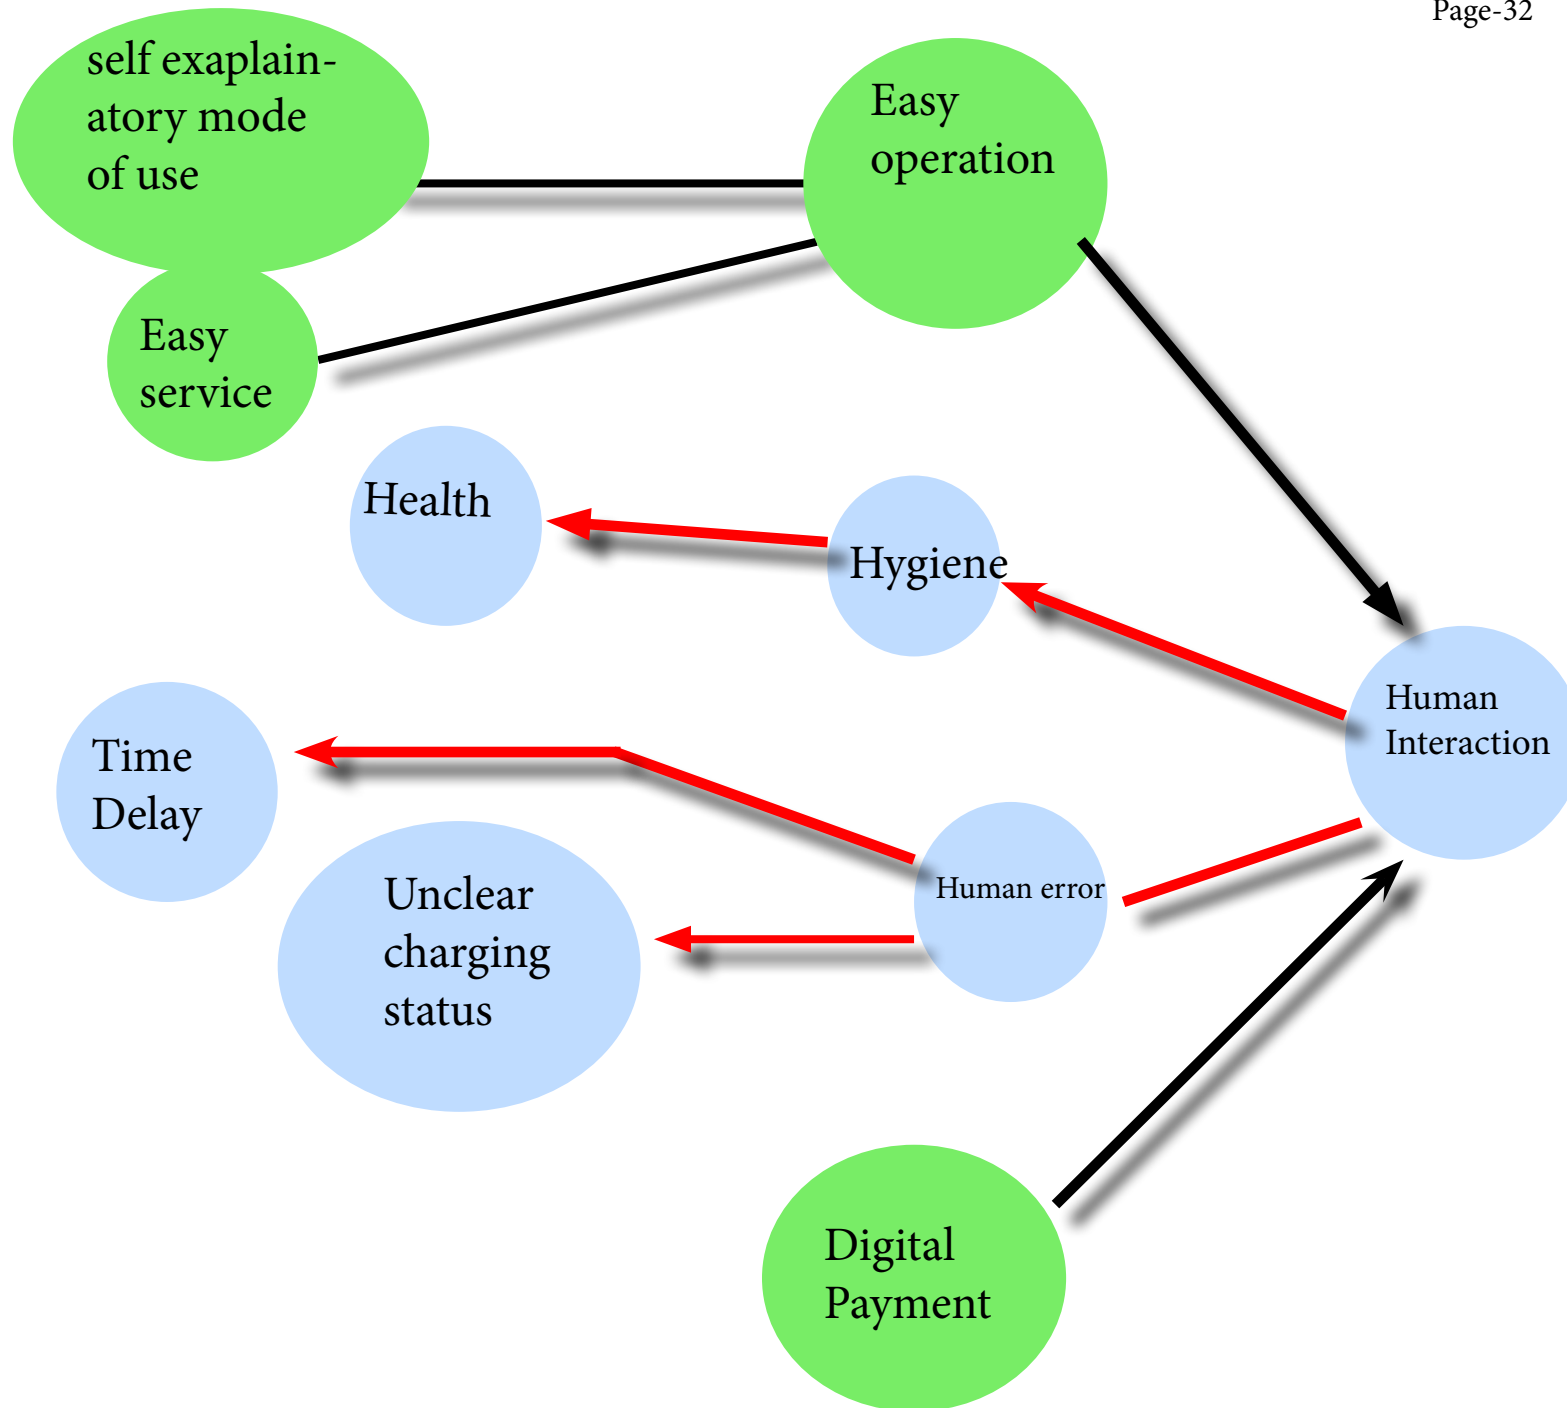 Page-32
self exaplain-
atory mode
of use
Easy
operation
Easy
service
Health
Hygiene
Human
Interaction
Time
Delay
Human error
Unclear
charging
status
Digital
Payment